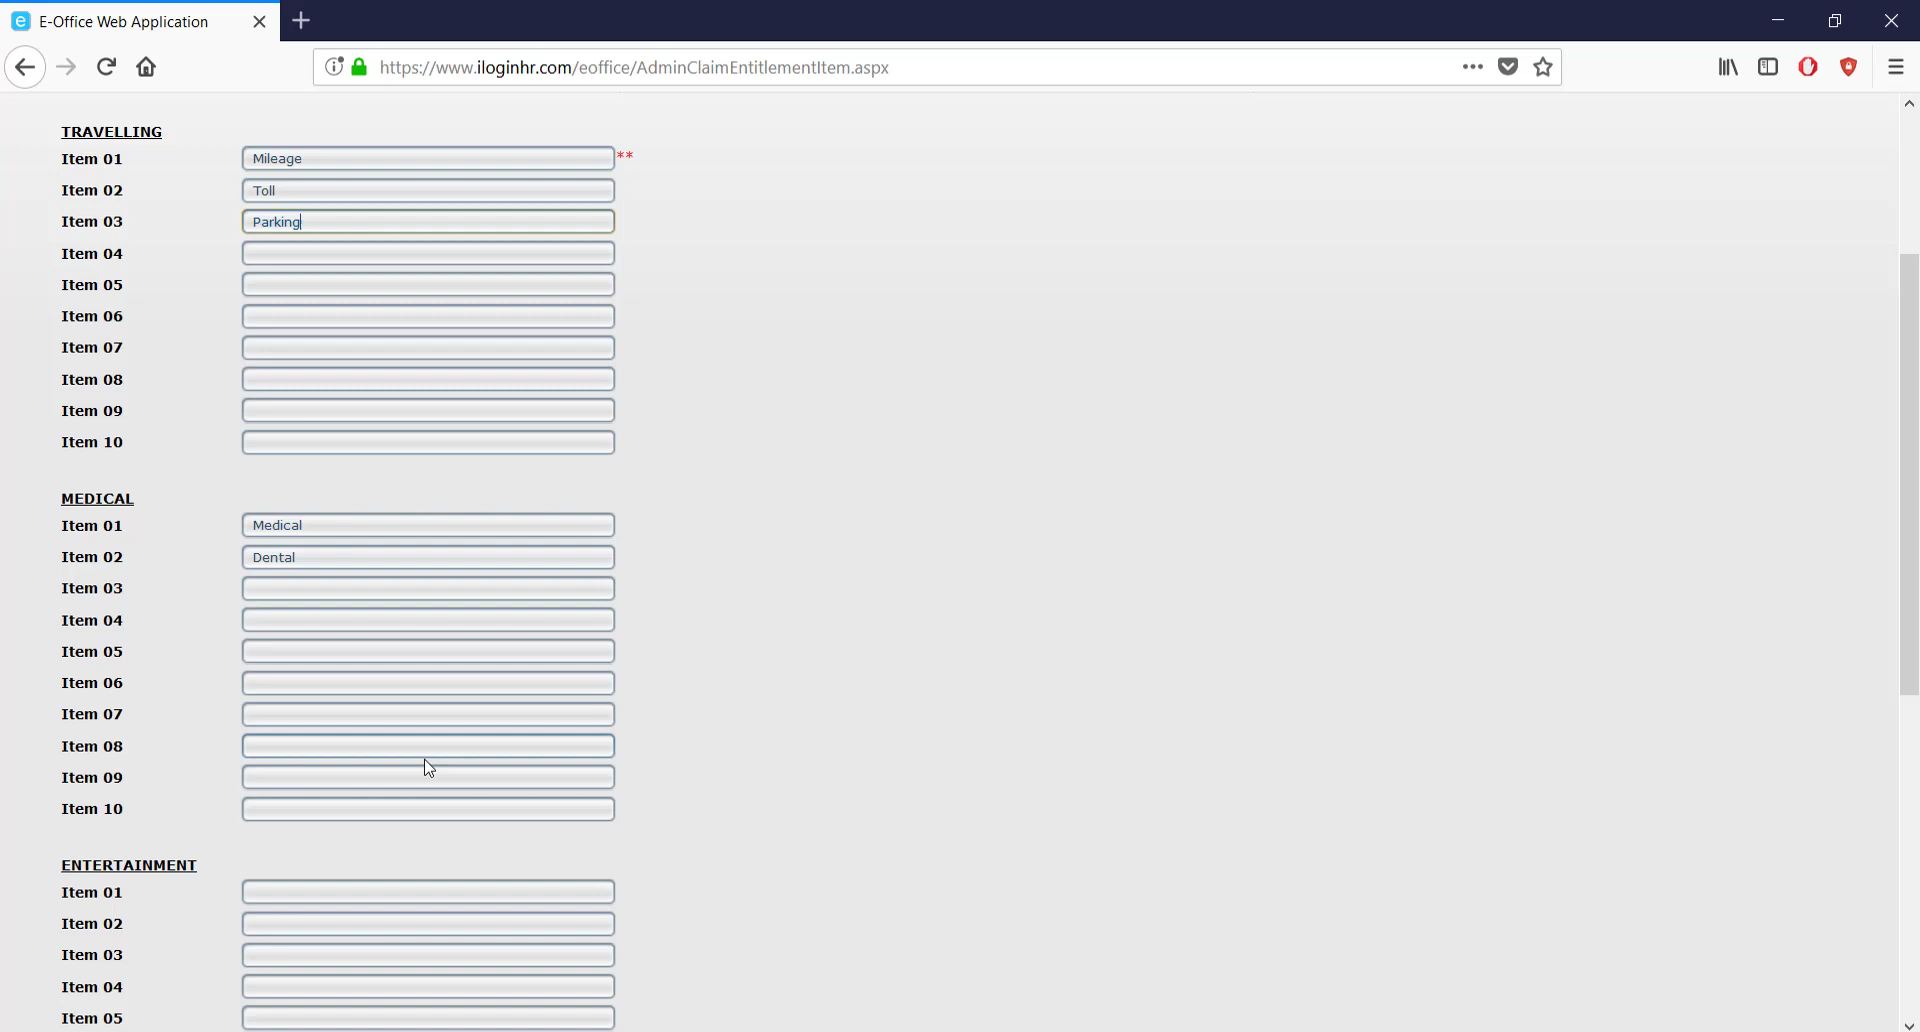 E-Office Web Application
https://www.iloginhr.com/eoffice/AdminClaimEntitlementItem.aspx
TRAVELLING
Item 01 Mileage **
Item 02 Toll
Item 03 Parking
Item 04
Item 05
Item 06
Item 07
Item 08
Item 09
Item 10
MEDICAL
Item 01 Medical
Item 02 Dental
Item 03
Item 04
Item 05
Item 06
Item 07
Item 08
Item 09
Item 10
ENTERTAINMENT
Item 01
Item 02
Item 03
Item 04
Item 05